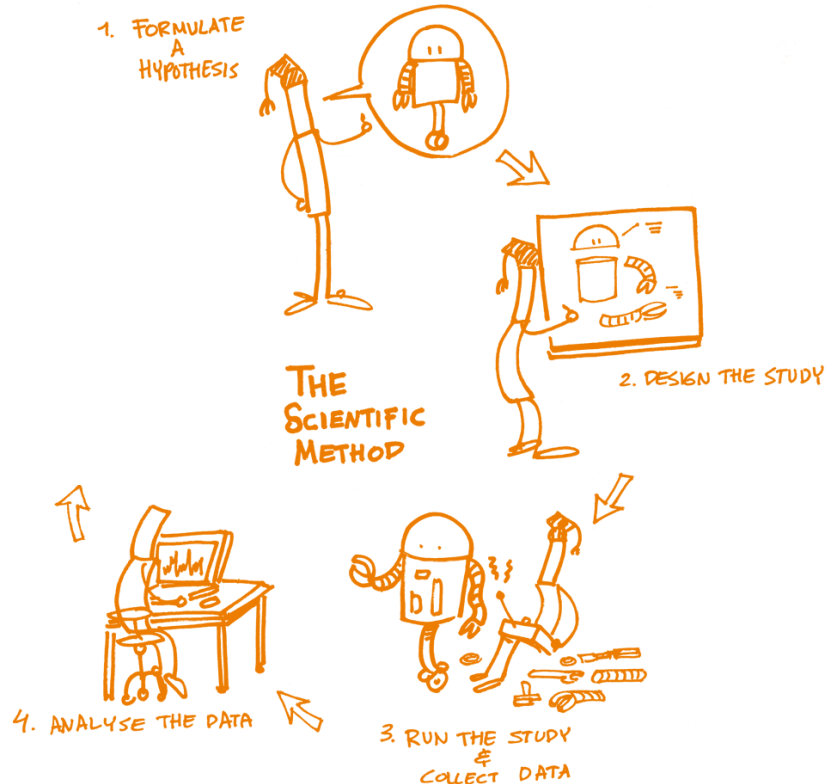 1. FORMULATE
A
HYPOTHESIS
THE
SCIENTIFIC
METHOD
2. DESIGN THE STUDY
3. RUN THE STUDY
&
COLLECT DATA
4. ANALYSE THE DATA